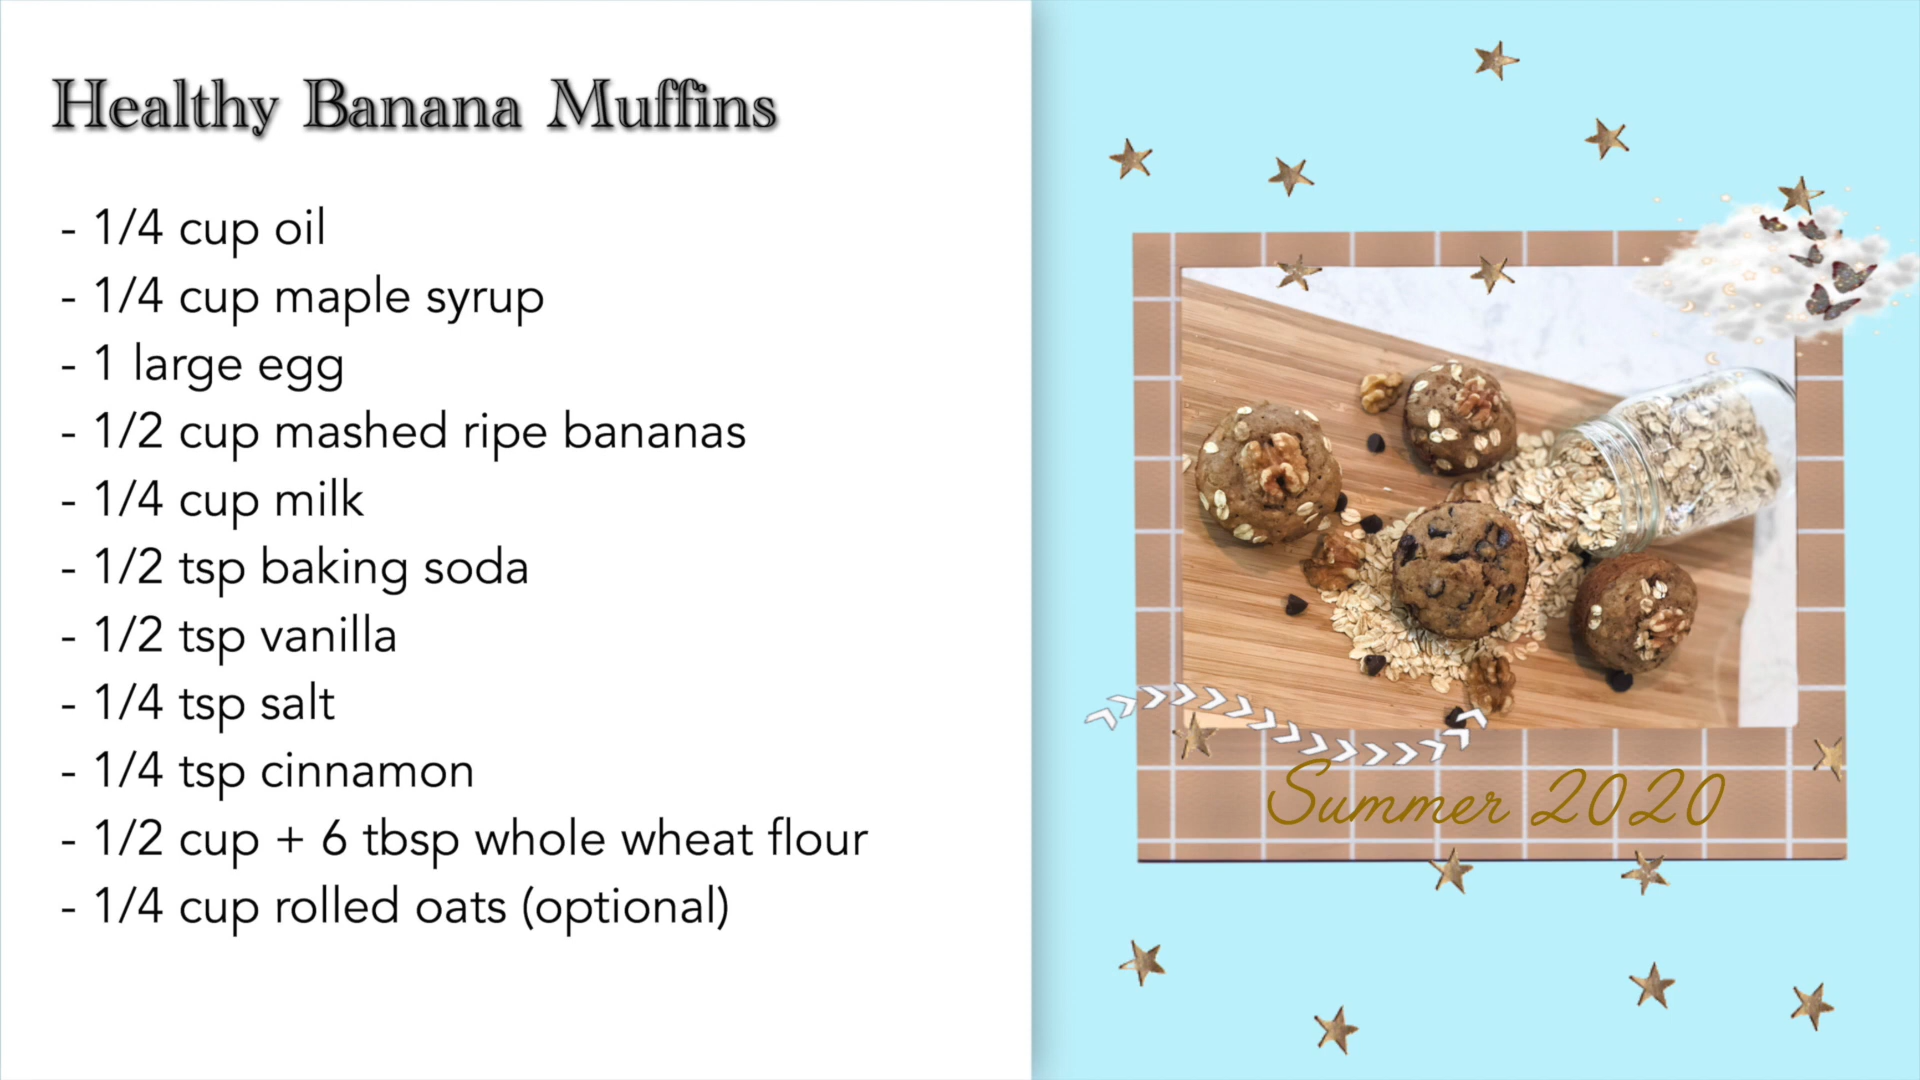 Healthy Banana Muffins
- 1/4 cup oil
- 1/4 cup maple syrup
- 1 large egg
- 1/2 cup mashed ripe bananas
- 1/4 cup milk
- 1/2 tsp baking soda
- 1/2 tsp vanilla
- 1/4 tsp salt
- 1/4 tsp cinnamon
- 1/2 cup + 6 tbsp whole wheat flour
- 1/4 cup rolled oats (optional)
Summer 2020